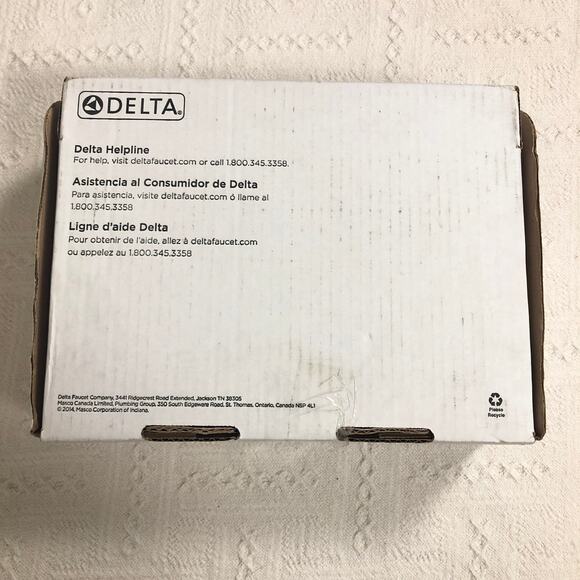 DELTA®
Delta Helpline
For help, visit deltafaucet.com or call 1.800.345.3358.
Asistencia al Consumidor de Delta
Para asistencia, visite deltafaucet.com ó llame al
1.800.345.3358
Ligne d'aide Delta
Pour obtenir de l'aide, allez à deltafaucet.com
ou appelez au 1.800.345.3358
Delta Faucet Company, 3441 Ridgecrest Road Extended, Jackson TN 38305
Masco Canada Limited, Plumbing Group, 350 South Edgeware Road, St. Thomas, Ontario, Canada N5P 4L1
© 2014, Masco Corporation of Indiana.
Please
Recycle